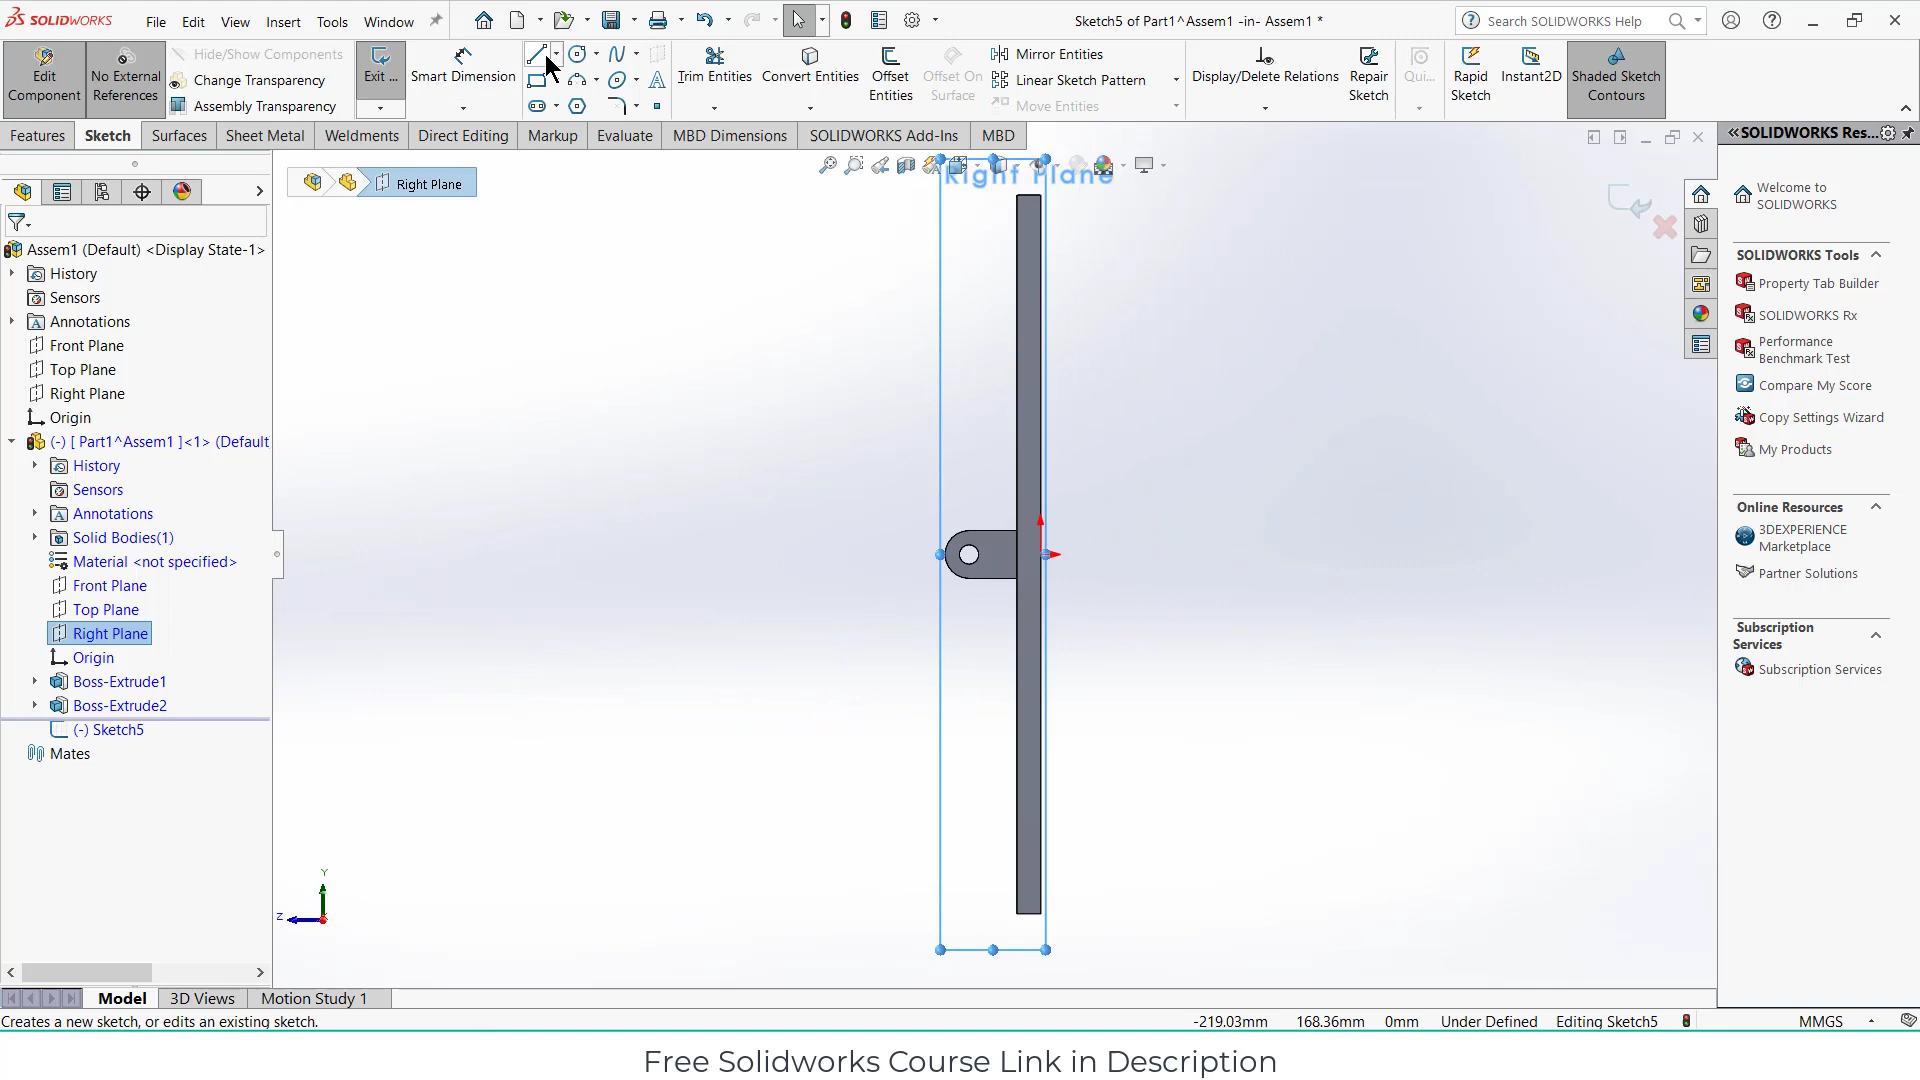 SOLIDWORKS
File Edit View Insert Tools Window
Sketch5 of Part1^Assem1 -in- Assem1 *
Search SOLIDWORKS Help
Edit Component
No External References
Hide/Show Components
Change Transparency
Assembly Transparency
Exit ...
Smart Dimension
Trim Entities
Convert Entities
Offset Entities
Offset On Surface
Mirror Entities
Linear Sketch Pattern
Move Entities
Display/Delete Relations
Repair Sketch
Qui...
Rapid Sketch
Instant2D
Shaded Sketch Contours
Features Sketch Surfaces Sheet Metal Weldments Direct Editing Markup Evaluate MBD Dimensions SOLIDWORKS Add-Ins MBD
Right Plane
Right Plane
Assem1 (Default) <Display State-1>
History
Sensors
Annotations
Front Plane
Top Plane
Right Plane
Origin
(-) [ Part1^Assem1 ]<1> (Default
History
Sensors
Annotations
Solid Bodies(1)
Material <not specified>
Front Plane
Top Plane
Right Plane
Origin
Boss-Extrude1
Boss-Extrude2
(-) Sketch5
Mates
Y
Z
SOLIDWORKS Res...
Welcome to
SOLIDWORKS
SOLIDWORKS Tools
Property Tab Builder
SOLIDWORKS Rx
Performance
Benchmark Test
Compare My Score
Copy Settings Wizard
My Products
Online Resources
3DEXPERIENCE
Marketplace
Partner Solutions
Subscription
Services
Subscription Services
Model 3D Views Motion Study 1
Creates a new sketch, or edits an existing sketch.
-219.03mm 168.36mm 0mm Under Defined Editing Sketch5 MMGS
Free Solidworks Course Link in Description